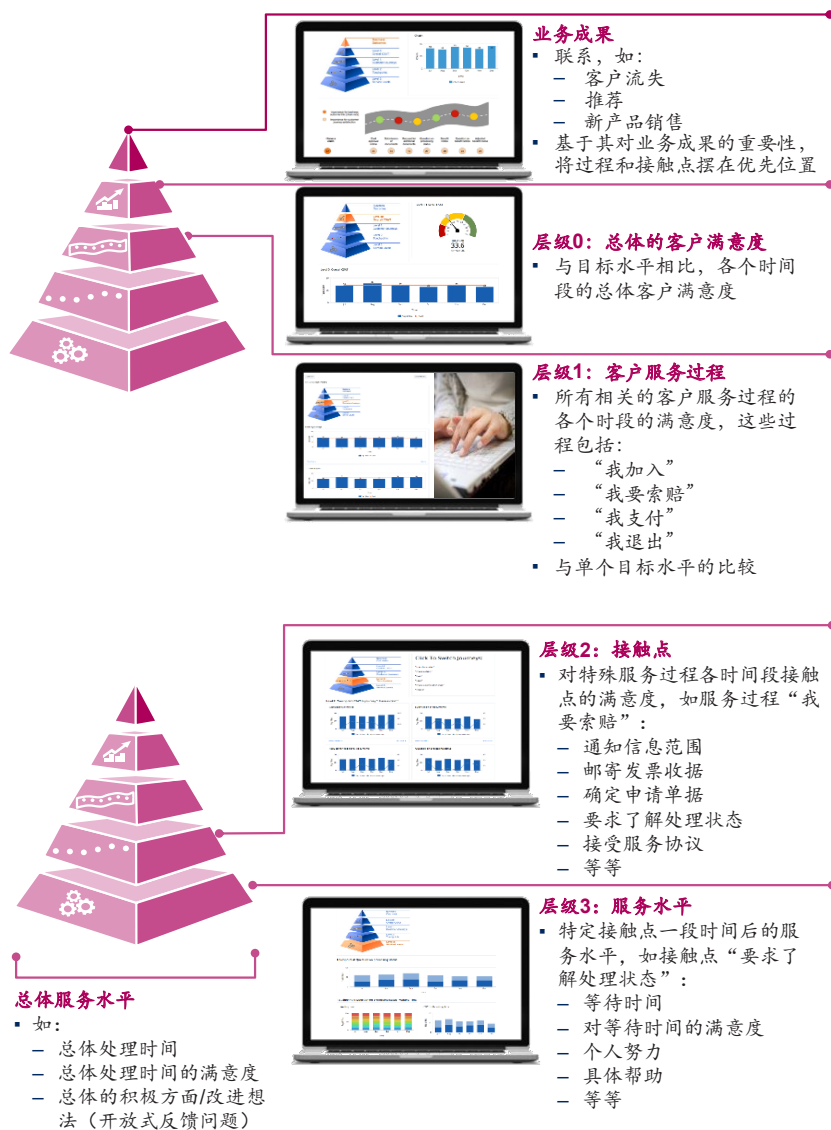 业务成果
▪ 联系，如：
– 客户流失
– 推荐
– 新产品销售
▪ 基于其对业务成果的重要性，
将过程和接触点摆在优先位置
层级0：总体的客户满意度
▪ 与目标水平相比，各个时间
段的总体客户满意度
33.6
层级1：客户服务过程
▪ 所有相关的客户服务过程的
各个时段的满意度，这些过
程包括：
– “我加入”
– “我要索赔”
– “我支付”
– “我退出”
▪ 与单个目标水平的比较
层级2：接触点
▪ 对特殊服务过程各时间段接触
点的满意度，如服务过程“我
要索赔”：
– 通知信息范围
– 邮寄发票收据
– 确定申请单据
– 要求了解处理状态
– 接受服务协议
– 等等
层级3：服务水平
▪ 特定接触点一段时间后的服
务水平，如接触点“要求了
解处理状态”：
– 等待时间
– 对等待时间的满意度
– 个人努力
– 具体帮助
– 等等
总体服务水平
▪ 如：
– 总体处理时间
– 总体处理时间的满意度
– 总体的积极方面/改进想
法（开放式反馈问题）